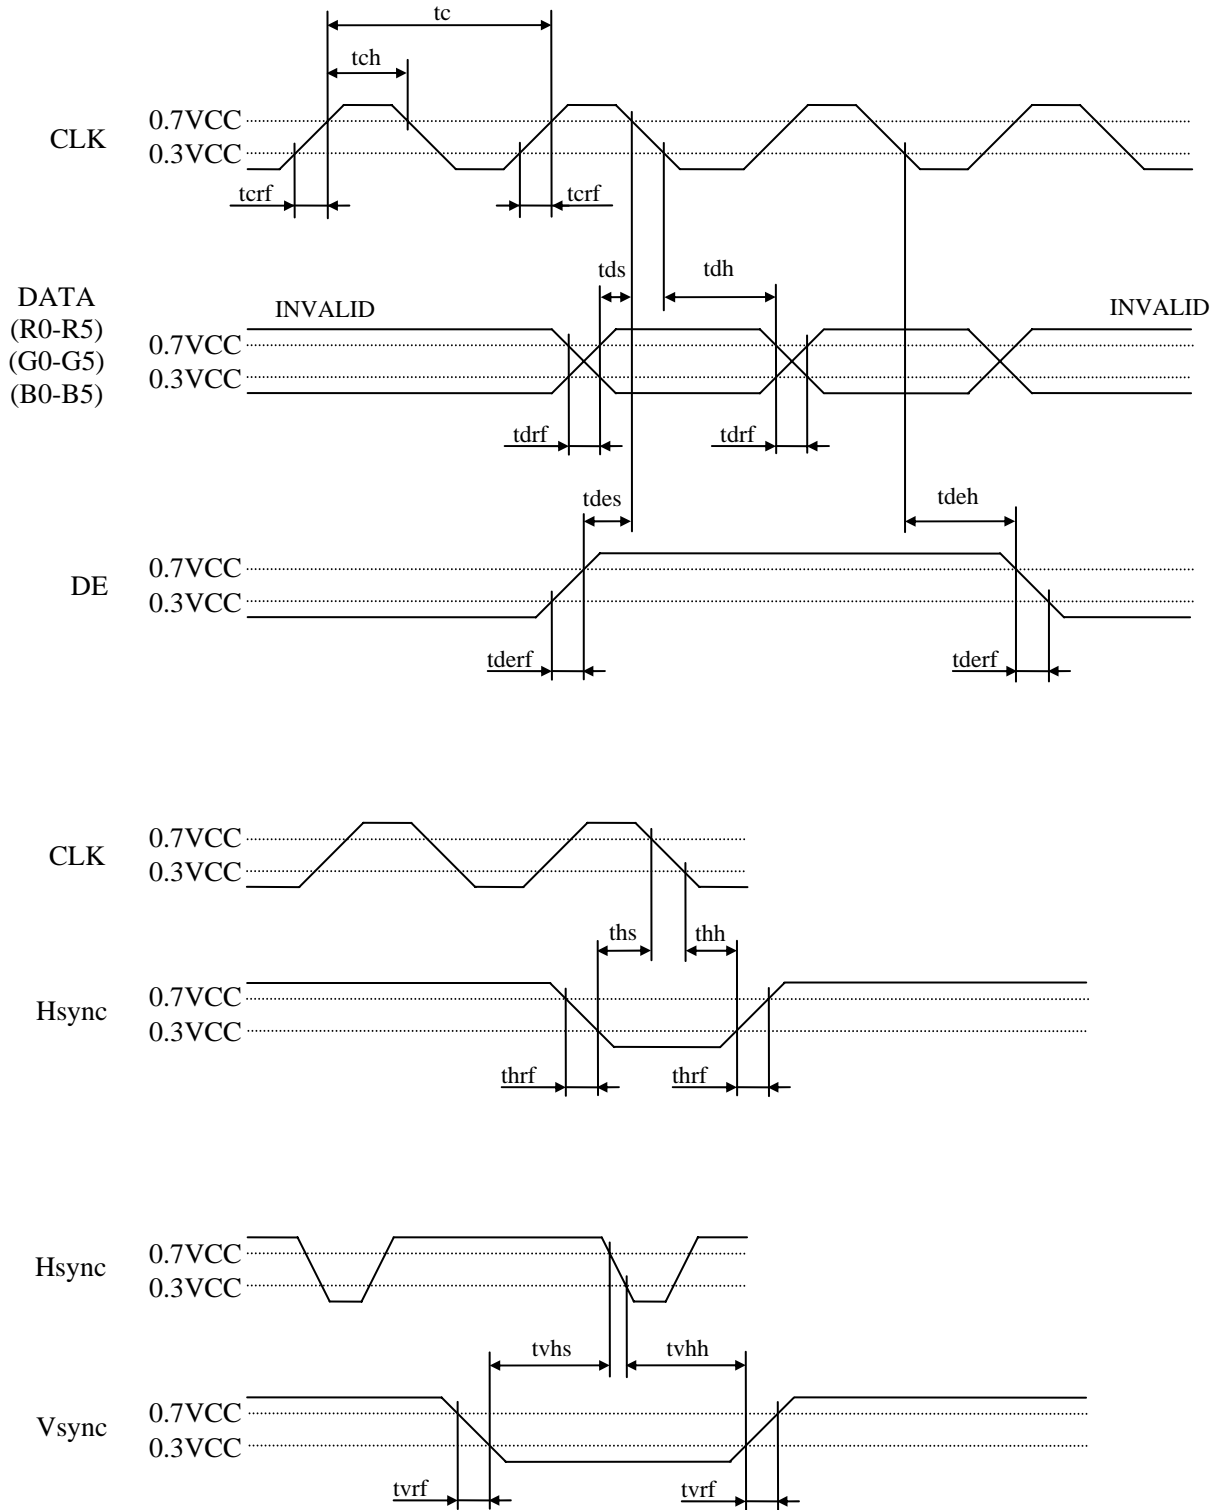 tc
tch
CLK
0.7VCC
0.3VCC
tcrf
tcrf
tds
tdh
DATA
(R0-R5)
(G0-G5)
(B0-B5)
INVALID
INVALID
0.7VCC
0.3VCC
tdrf
tdrf
tdes
tdeh
DE
0.7VCC
0.3VCC
tderf
tderf
CLK
0.7VCC
0.3VCC
ths
thh
Hsync
0.7VCC
0.3VCC
thrf
thrf
Hsync
0.7VCC
0.3VCC
tvhs
tvhh
Vsync
0.7VCC
0.3VCC
tvrf
tvrf